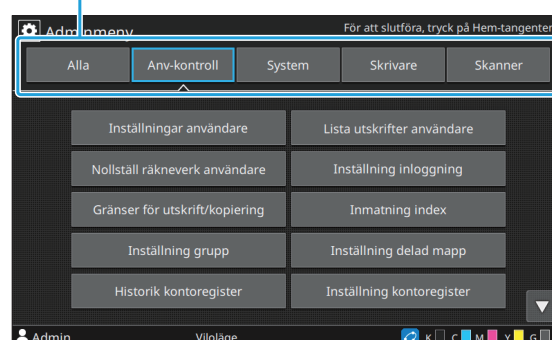 Adminmeny För att slutföra, tryck på Hem-tangenten
Alla Anv-kontroll System Skrivare Skanner
Inställningar användare Lista utskrifter användare
Nollställ räkneverk användare Inställning inloggning
Gränser för utskrift/kopiering Inmatning index
Inställning grupp Inställning delad mapp
Historik kontoregister Inställning kontoregister
Admin Viloläge K C M Y G